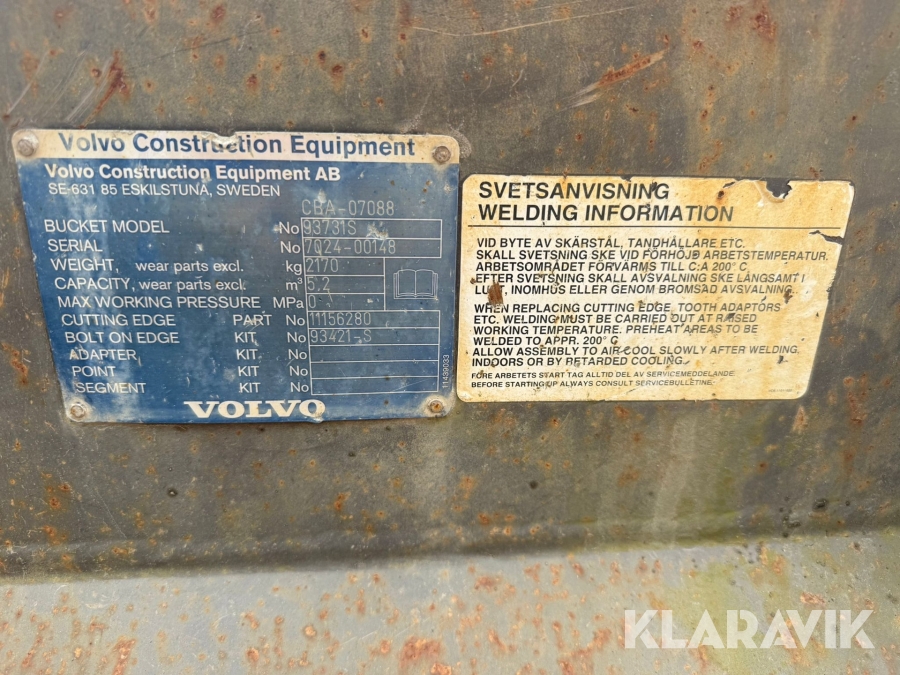 Volvo Construction Equipment
Volvo Construction Equipment AB
SE-631 85 ESKILSTUNA, SWEDEN
CBA-07088
BUCKET MODEL No 93731S
SERIAL No 7Q24-00148
WEIGHT, wear parts excl. kg 2170
CAPACITY, wear parts excl. m³ 5.2
MAX WORKING PRESSURE MPa 0
CUTTING EDGE PART No 11156280
BOLT ON EDGE KIT No 93421-S
ADAPTER, KIT No
POINT KIT No
SEGMENT KIT No
11439033
VOLVO
SVETSANVISNING
WELDING INFORMATION
VID BYTE AV SKÄRSTÅL, TANDHÅLLARE ETC.
SKALL SVETSNING SKE VID FÖRHÖJD ARBETSTEMPERATUR.
ARBETSOMRÅDET FÖRVÄRMS TILL C:A 200° C
EFTER SVETSNING SKALL AVSVALNING SKE LÅNGSAMT I
LUFT, INOMHUS ELLER GENOM BROMSAD AVSVALNING.
WHEN REPLACING CUTTING EDGE, TOOTH ADAPTORS
ETC. WELDING MUST BE CARRIED OUT AT RAISED
WORKING TEMPERATURE. PREHEAT AREAS TO BE
WELDED TO APPR. 200° C
ALLOW ASSEMBLY TO AIR COOL SLOWLY AFTER WELDING,
INDOORS OR BY RETARDED COOLING.
FÖRE ARBETETS START TAG ALLTID DEL AV SERVICEMEDDELANDE.
BEFORE STARTING UP ALWAYS CONSULT SERVICEBULLETINE.
KLARAVIK